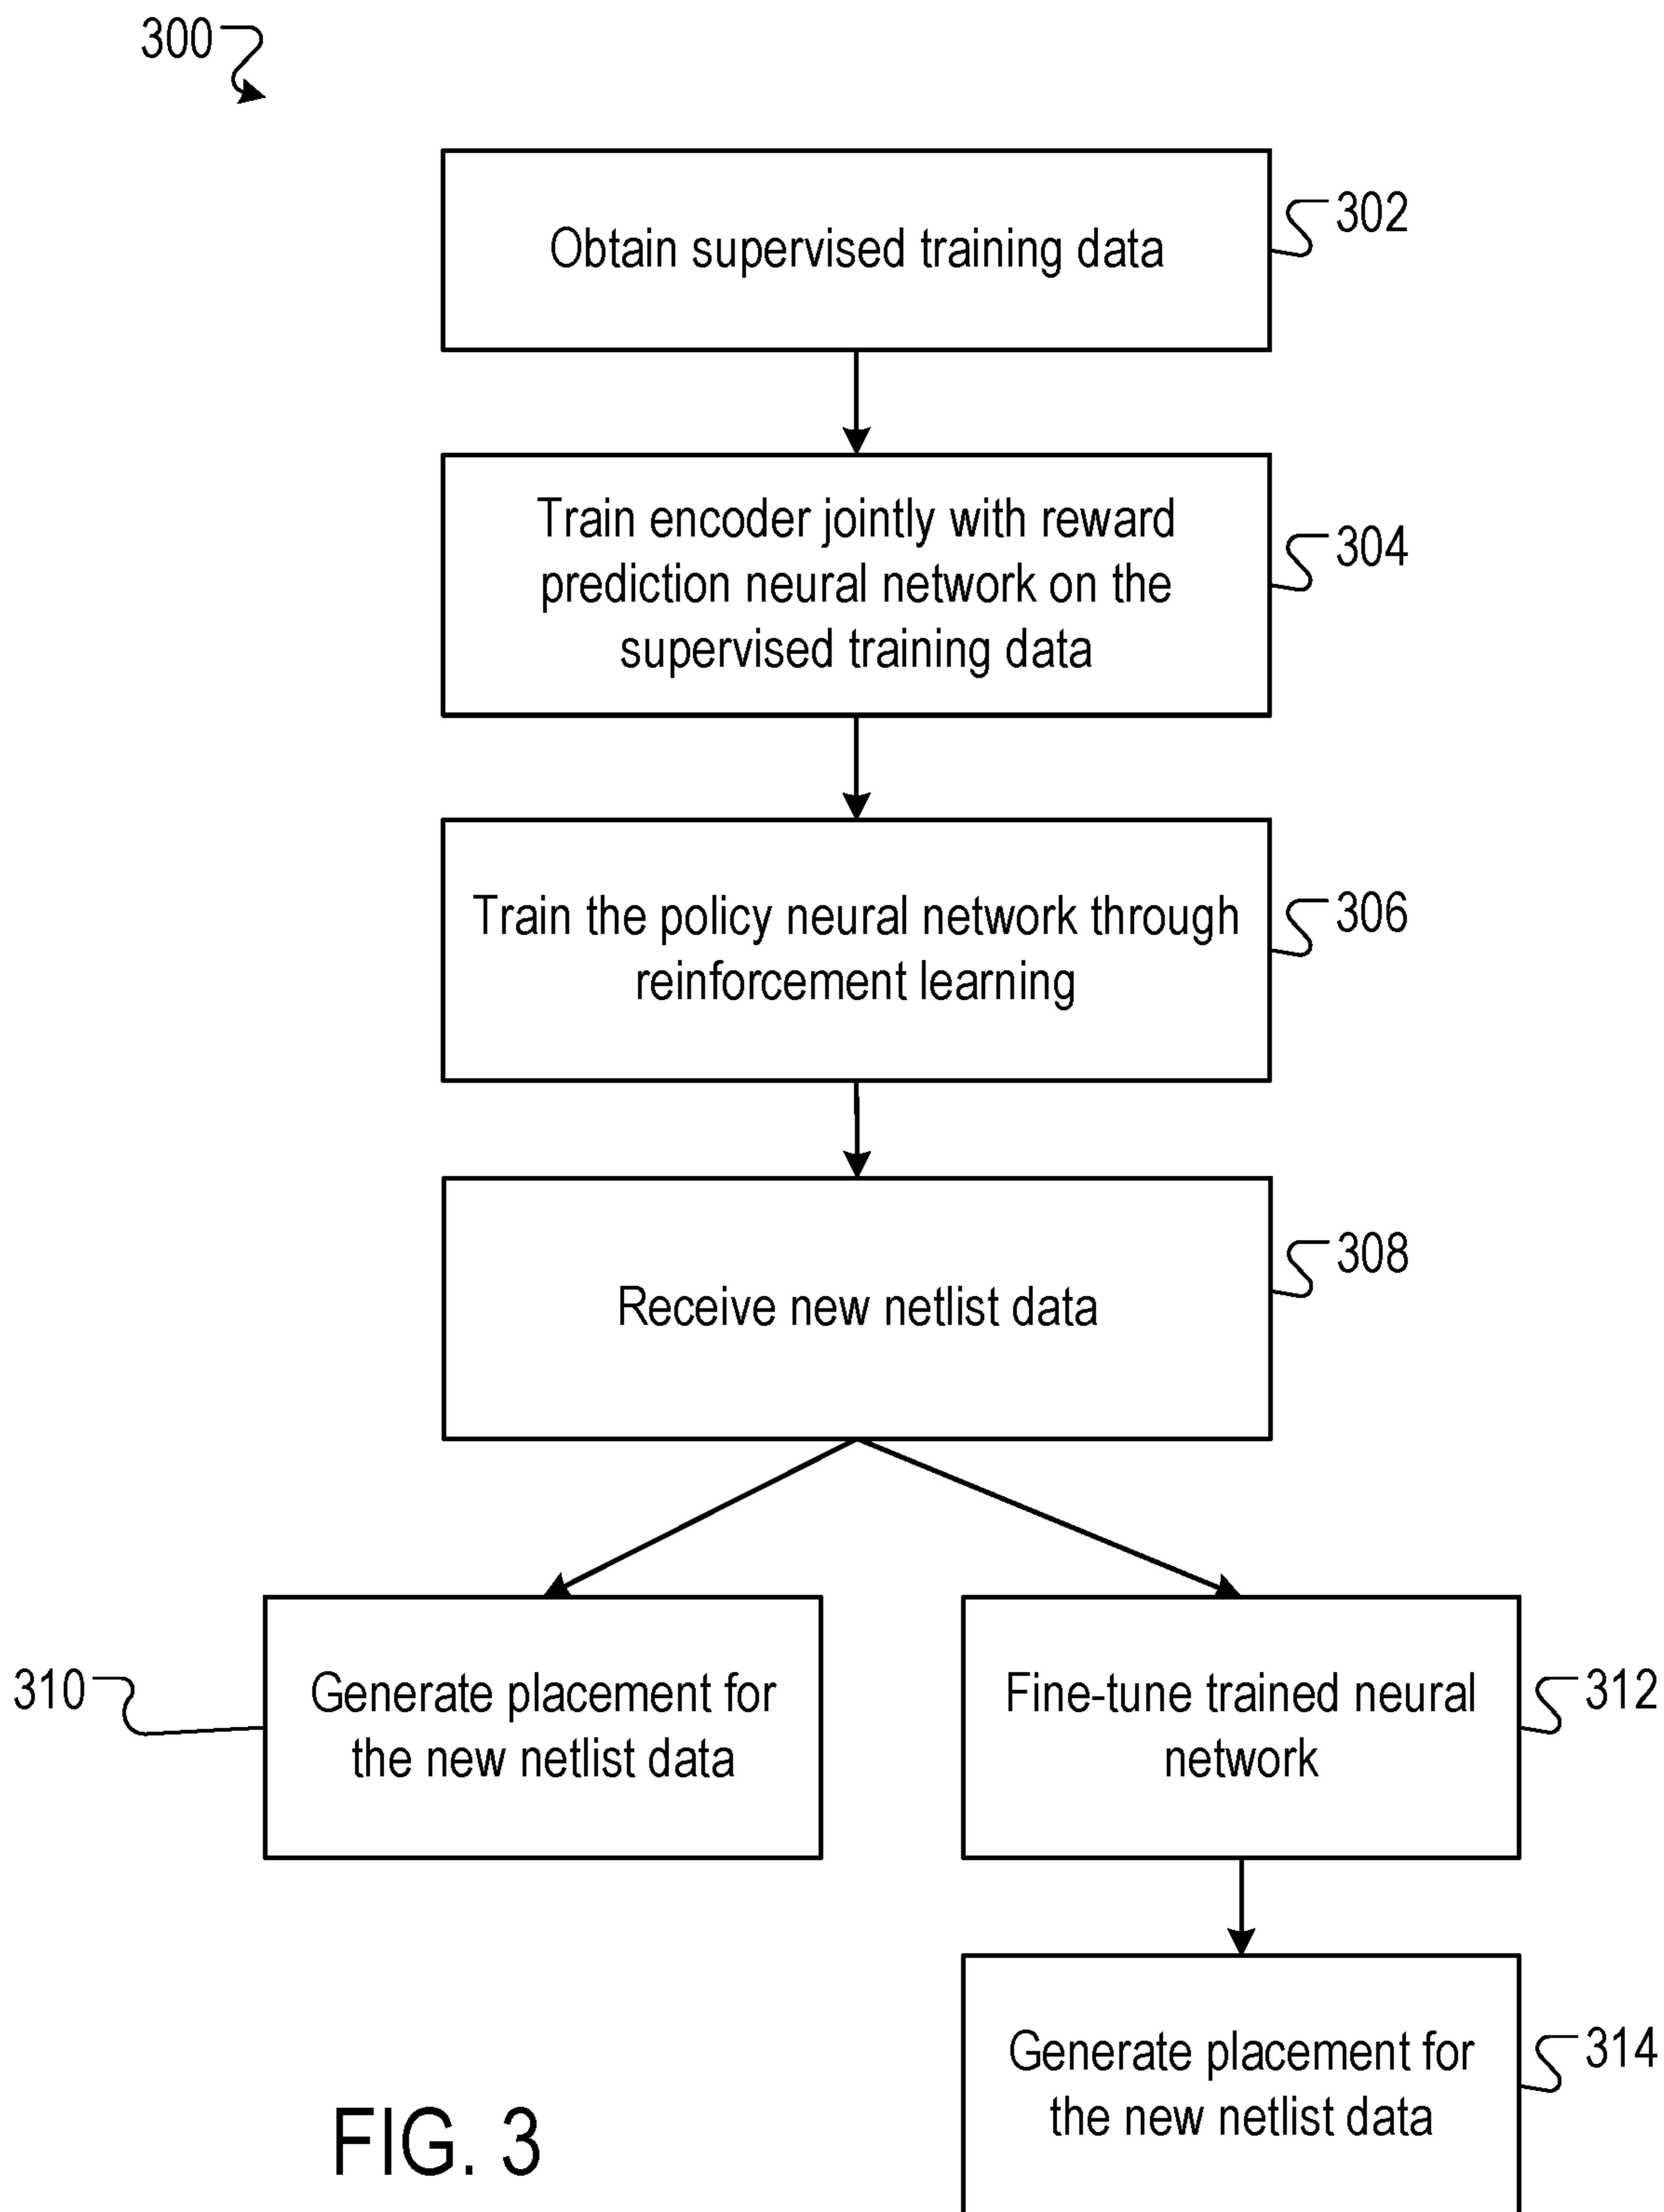 300
Obtain supervised training data
302
Train encoder jointly with reward
prediction neural network on the
supervised training data
304
Train the policy neural network through
reinforcement learning
306
Receive new netlist data
308
310
Generate placement for
the new netlist data
Fine-tune trained neural
network
312
Generate placement for
the new netlist data
314
FIG. 3